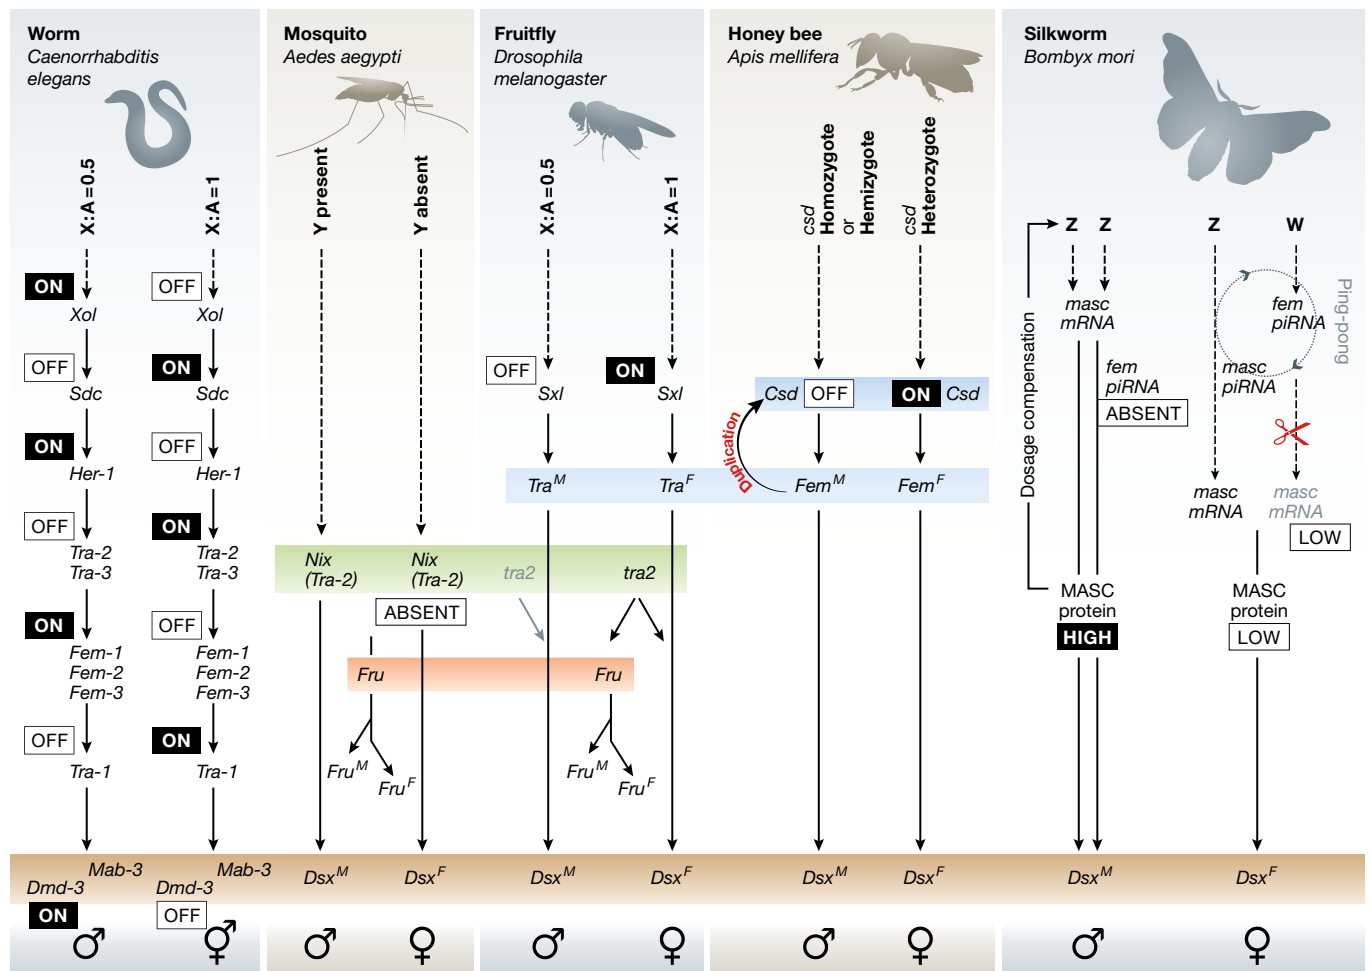 Worm
Caenorrhabditis
elegans
X:A=0.5
X:A=1
ON
Xol
OFF
Xol
OFF
Sdc
ON
Sdc
ON
Her-1
OFF
Her-1
OFF
Tra-2
Tra-3
ON
Tra-2
Tra-3
ON
Fem-1
Fem-2
Fem-3
OFF
Fem-1
Fem-2
Fem-3
OFF
Tra-1
ON
Tra-1
Mab-3
Dmd-3
ON
Mab-3
Dmd-3
OFF
♂
⚥
Mosquito
Aedes aegypti
Y present
Y absent
Nix
(Tra-2)
Nix
(Tra-2)
ABSENT
Fru
Fru^M
Fru^F
Dsx^M
Dsx^F
♂
♀
Fruitfly
Drosophila
melanogaster
X:A=0.5
X:A=1
OFF
Sxl
ON
Sxl
Tra^M
Tra^F
tra2
tra2
Fru
Fru^M
Fru^F
Dsx^M
Dsx^F
♂
♀
Honey bee
Apis mellifera
csd
Homozygote
or
Hemizygote
csd
Heterozygote
Csd OFF
ON Csd
Duplication
Fem^M
Fem^F
Dsx^M
Dsx^F
♂
♀
Silkworm
Bombyx mori
Z Z
Z
W
masc
mRNA
fem
piRNA
Ping-pong
Dosage compensation
fem
piRNA
ABSENT
masc
piRNA
masc
mRNA
masc
mRNA
LOW
MASC
protein
HIGH
MASC
protein
LOW
Dsx^M
Dsx^F
♂
♀